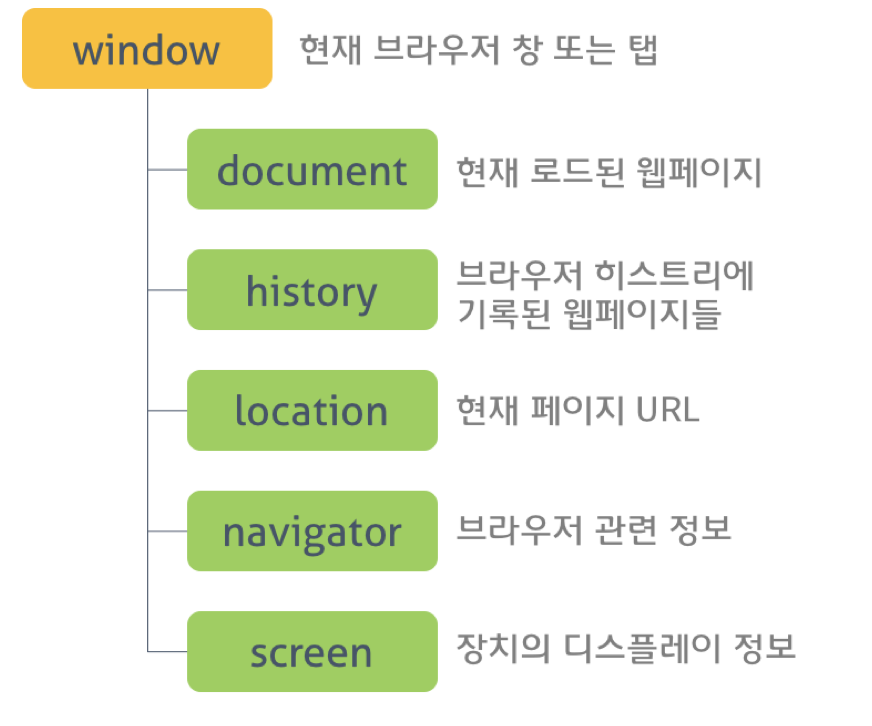 window 현재 브라우저 창 또는 탭
document 현재 로드된 웹페이지
history 브라우저 히스트리에
기록된 웹페이지들
location 현재 페이지 URL
navigator 브라우저 관련 정보
screen 장치의 디스플레이 정보